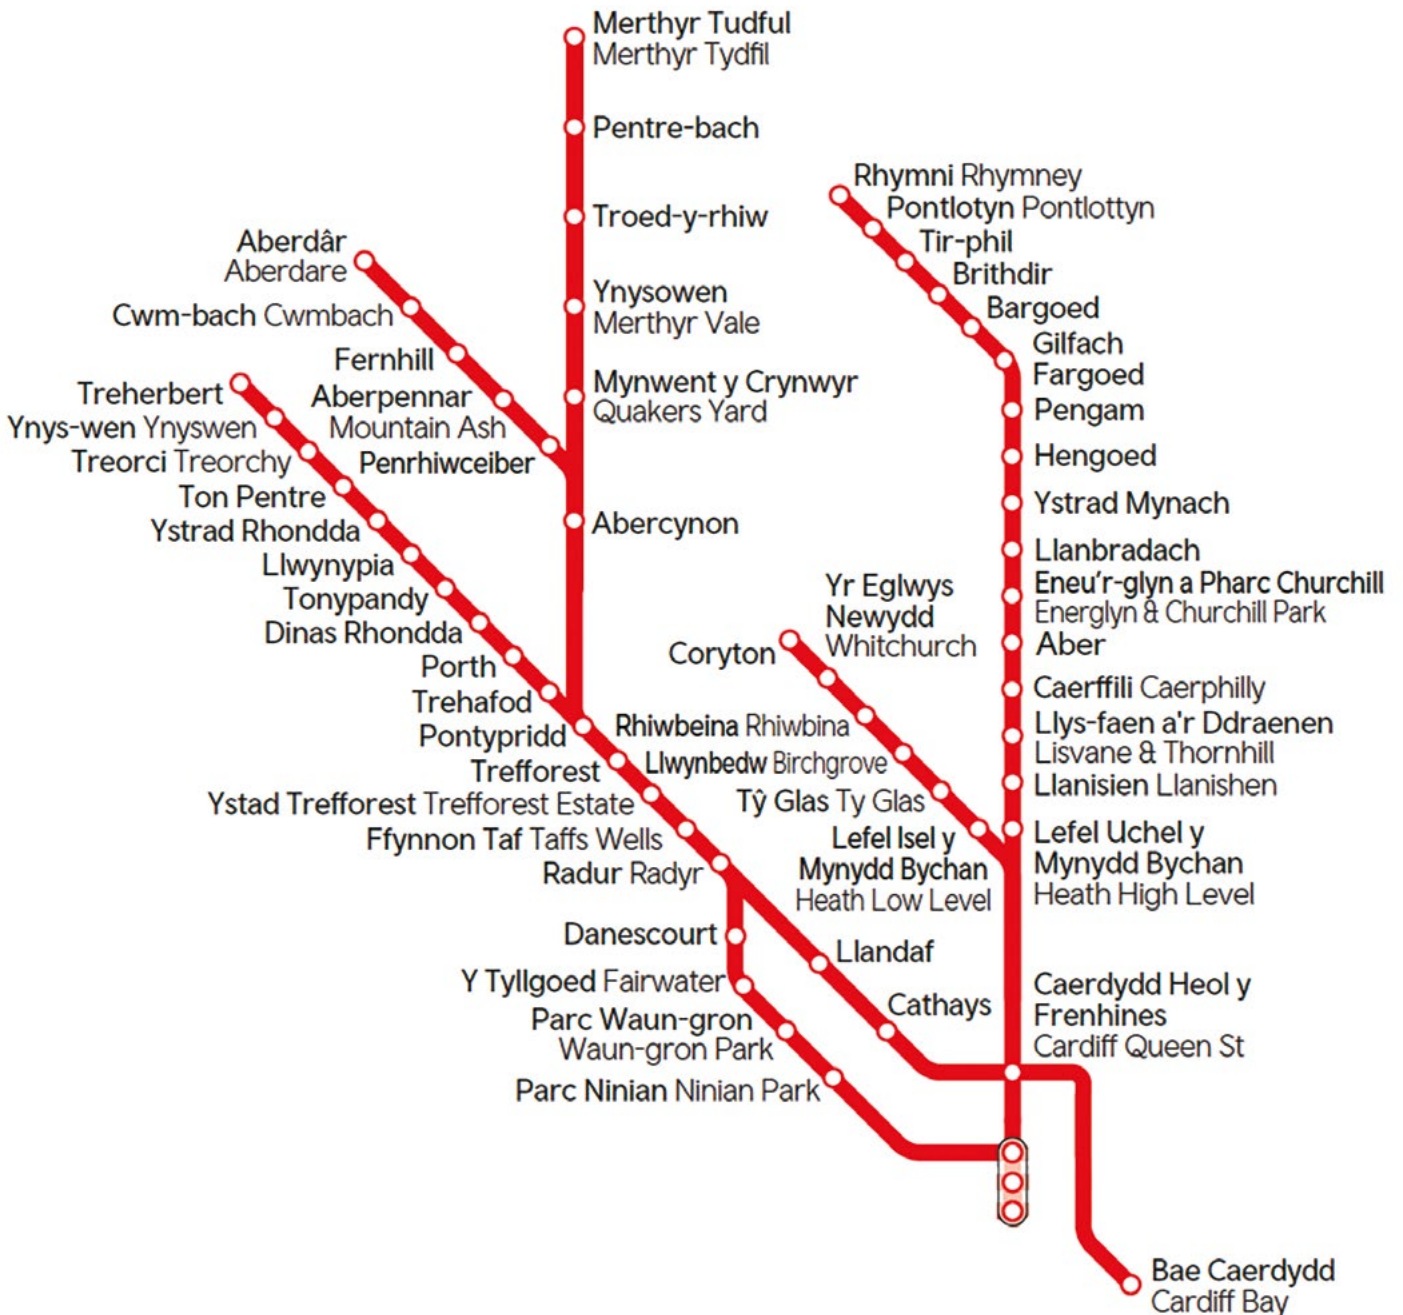 Merthyr Tudful
Merthyr Tydfil
Pentre-bach
Troed-y-rhiw
Ynysowen
Merthyr Vale
Mynwent y Crynwyr
Quakers Yard
Abercynon
Aberdâr
Aberdare
Cwm-bach Cwmbach
Fernhill
Aberpennar
Mountain Ash
Penrhiwceiber
Treherbert
Ynys-wen Ynyswen
Treorci Treorchy
Ton Pentre
Ystrad Rhondda
Llwynypia
Tonypandy
Dinas Rhondda
Porth
Trehafod
Pontypridd
Trefforest
Ystad Trefforest Trefforest Estate
Ffynnon Taf Taffs Wells
Radur Radyr
Danescourt
Y Tyllgoed Fairwater
Parc Waun-gron
Waun-gron Park
Parc Ninian Ninian Park
Llandaf
Cathays
Rhymni Rhymney
Pontlotyn Pontlottyn
Tir-phil
Brithdir
Bargoed
Gilfach
Fargoed
Pengam
Hengoed
Ystrad Mynach
Llanbradach
Eneu'r-glyn a Pharc Churchill
Energlyn & Churchill Park
Aber
Caerffili Caerphilly
Llys-faen a'r Ddraenen
Lisvane & Thornhill
Llanisien Llanishen
Lefel Uchel y
Mynydd Bychan
Heath High Level
Coryton
Yr Eglwys
Newydd
Whitchurch
Rhiwbeina Rhiwbina
Llwynbedw Birchgrove
Tŷ Glas Ty Glas
Lefel Isel y
Mynydd Bychan
Heath Low Level
Caerdydd Heol y
Frenhines
Cardiff Queen St
Bae Caerdydd
Cardiff Bay